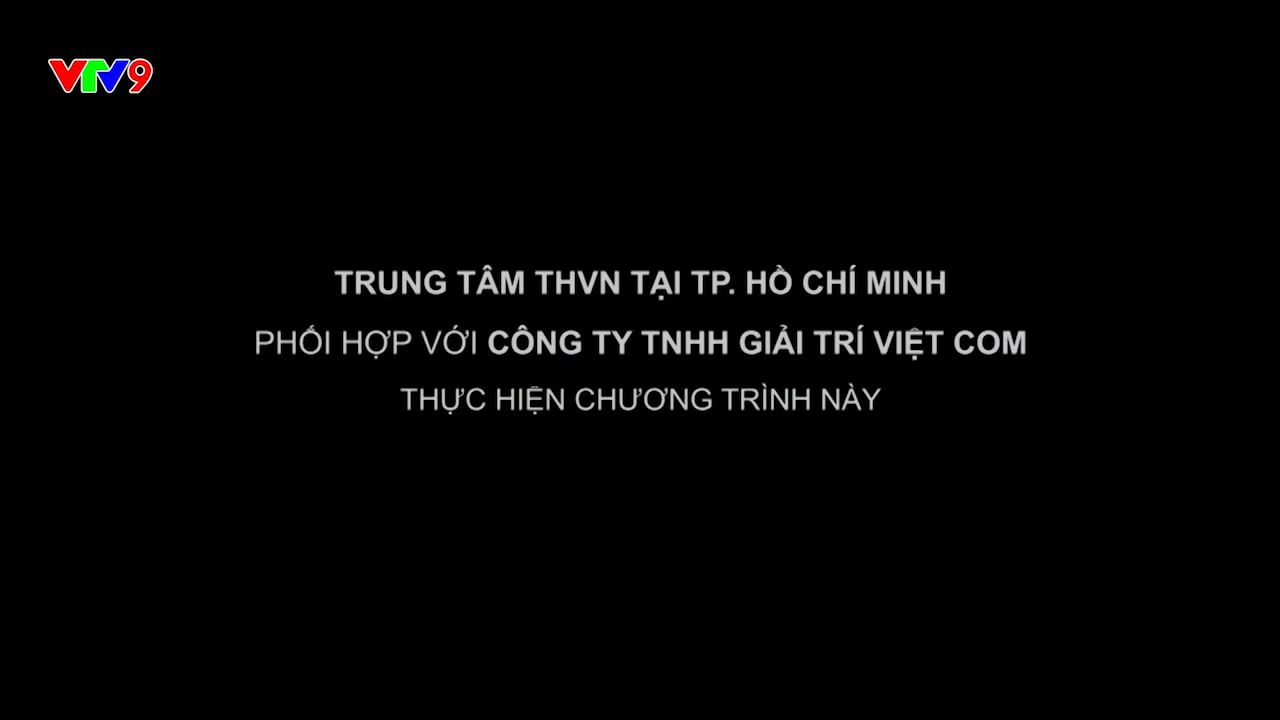 VTV9
TRUNG TÂM THVN TẠI TP. HỒ CHÍ MINH
PHỐI HỢP VỚI CÔNG TY TNHH GIẢI TRÍ VIỆT COM
THỰC HIỆN CHƯƠNG TRÌNH NÀY